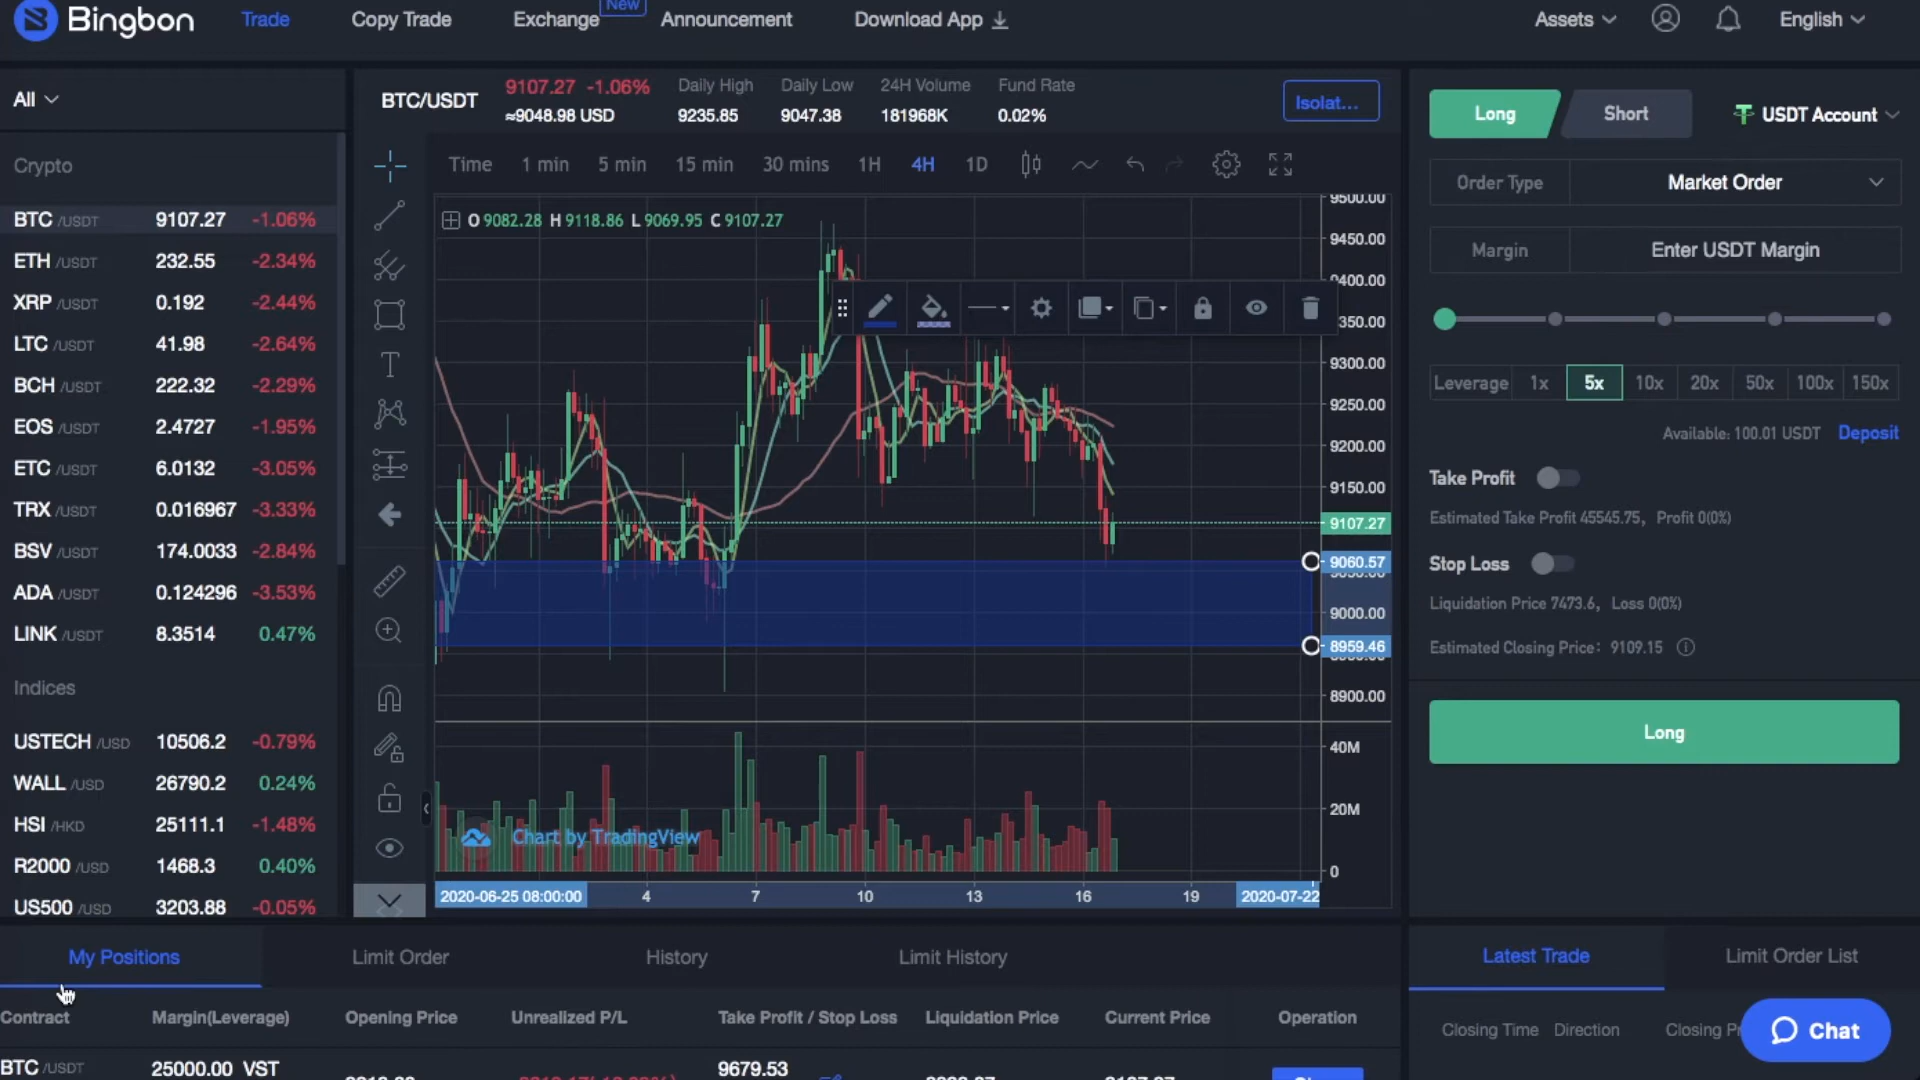 Bingbon
Trade
Copy Trade
Exchange
New
Announcement
Download App
Assets
English
All
Crypto
BTC /USDT 9107.27 -1.06%
ETH /USDT 232.55 -2.34%
XRP /USDT 0.192 -2.44%
LTC /USDT 41.98 -2.64%
BCH /USDT 222.32 -2.29%
EOS /USDT 2.4727 -1.95%
ETC /USDT 6.0132 -3.05%
TRX /USDT 0.016967 -3.33%
BSV /USDT 174.0033 -2.84%
ADA /USDT 0.124296 -3.53%
LINK /USDT 8.3514 0.47%
Indices
USTECH /USD 10506.2 -0.79%
WALL /USD 26790.2 0.24%
HSI /HKD 25111.1 -1.48%
R2000 /USD 1468.3 0.40%
US500 /USD 3203.88 -0.05%
BTC/USDT
9107.27 -1.06%
≈9048.98 USD
Daily High
9235.85
Daily Low
9047.38
24H Volume
181968K
Fund Rate
0.02%
Isolat...
Time 1 min 5 min 15 min 30 mins 1H 4H 1D
O 9082.28 H 9118.86 L 9069.95 C 9107.27
9500.00
9450.00
9400.00
9350.00
9300.00
9250.00
9200.00
9150.00
9107.27
9060.57
9000.00
8959.46
8900.00
40M
20M
0
Chart by TradingView
2020-06-25 08:00:00 4 7 10 13 16 19 2020-07-22
Long
Short
USDT Account
Order Type Market Order
Margin Enter USDT Margin
Leverage 1x 5x 10x 20x 50x 100x 150x
Available: 100.01 USDT Deposit
Take Profit
Estimated Take Profit 45545.75, Profit 0(0%)
Stop Loss
Liquidation Price 7473.6, Loss 0(0%)
Estimated Closing Price: 9109.15
Long
My Positions
Limit Order
History
Limit History
Contract Margin(Leverage) Opening Price Unrealized P/L Take Profit / Stop Loss Liquidation Price Current Price Operation
BTC /USDT 25000.00 VST 9679.53
Latest Trade
Limit Order List
Closing Time Direction Closing
Chat